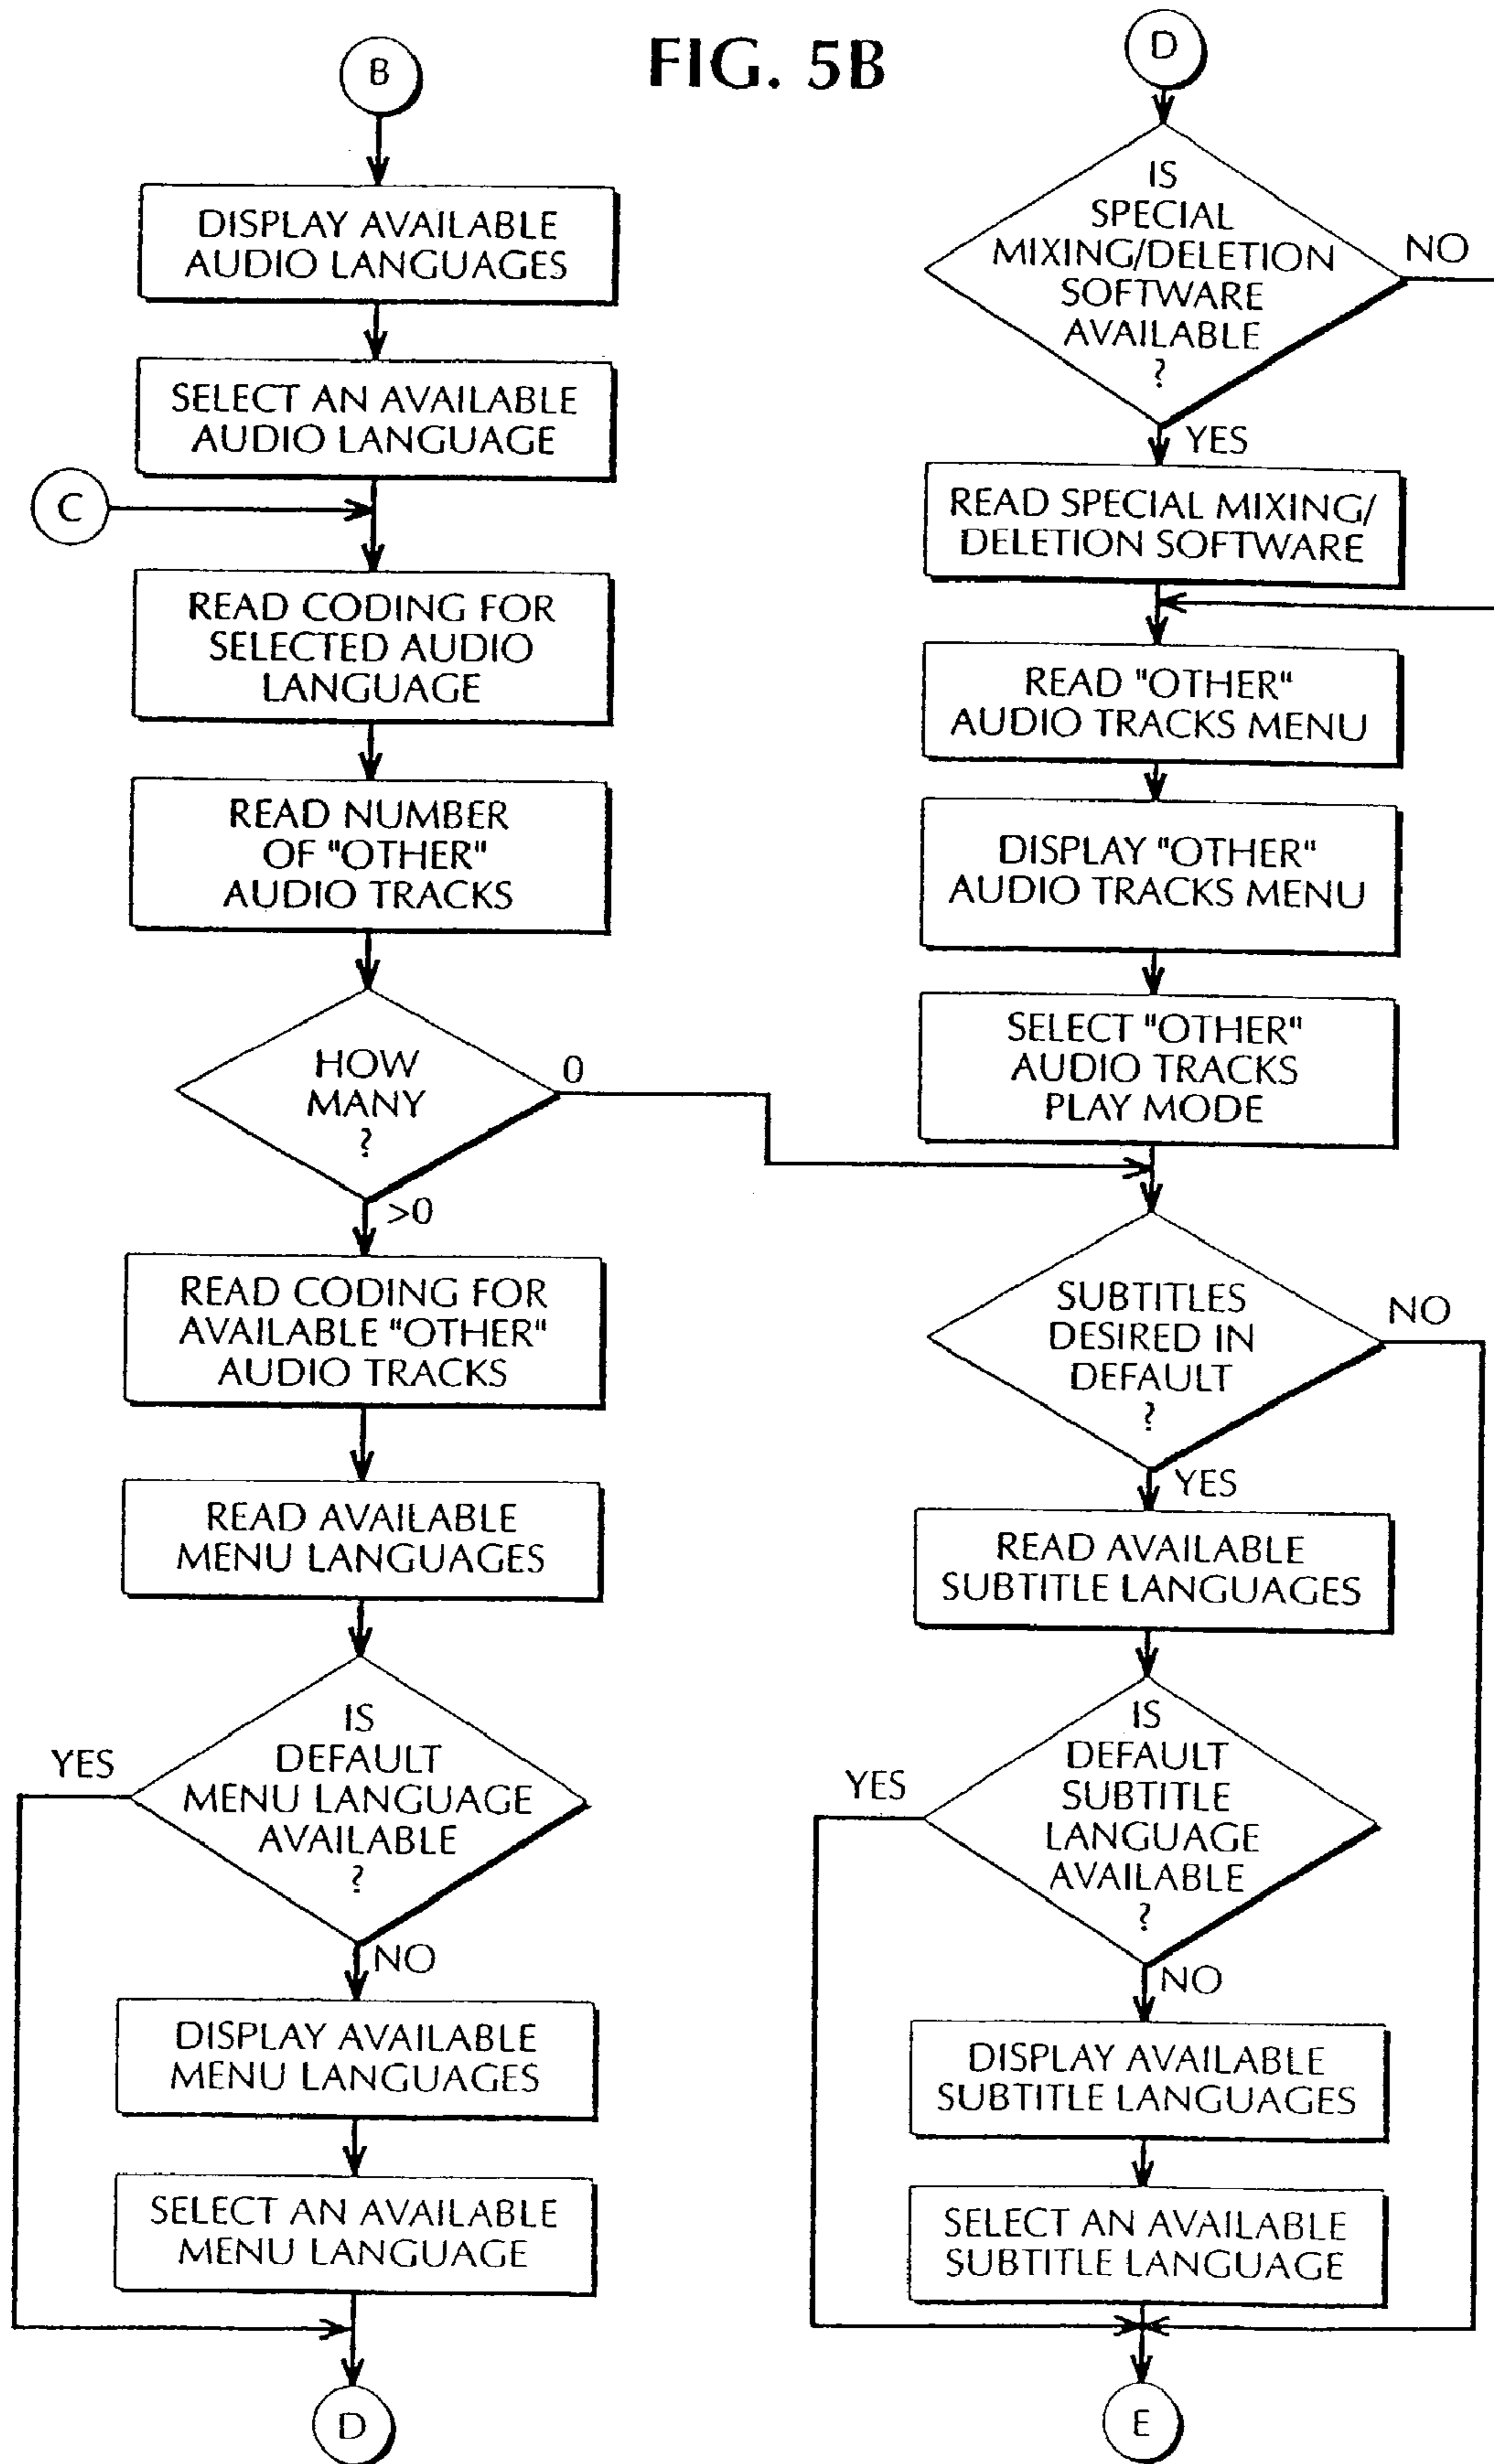 FIG. 5B
B
DISPLAY AVAILABLE
AUDIO LANGUAGES
SELECT AN AVAILABLE
AUDIO LANGUAGE
C
READ CODING FOR
SELECTED AUDIO
LANGUAGE
READ NUMBER
OF "OTHER"
AUDIO TRACKS
HOW
MANY
?
0
>0
READ CODING FOR
AVAILABLE "OTHER"
AUDIO TRACKS
READ AVAILABLE
MENU LANGUAGES
IS
DEFAULT
MENU LANGUAGE
AVAILABLE
?
YES
NO
DISPLAY AVAILABLE
MENU LANGUAGES
SELECT AN AVAILABLE
MENU LANGUAGE
D
D
IS
SPECIAL
MIXING/DELETION
SOFTWARE
AVAILABLE
?
NO
YES
READ SPECIAL MIXING/
DELETION SOFTWARE
READ "OTHER"
AUDIO TRACKS MENU
DISPLAY "OTHER"
AUDIO TRACKS MENU
SELECT "OTHER"
AUDIO TRACKS
PLAY MODE
SUBTITLES
DESIRED IN
DEFAULT
?
NO
YES
READ AVAILABLE
SUBTITLE LANGUAGES
IS
DEFAULT
SUBTITLE
LANGUAGE
AVAILABLE
?
YES
NO
DISPLAY AVAILABLE
SUBTITLE LANGUAGES
SELECT AN AVAILABLE
SUBTITLE LANGUAGE
E